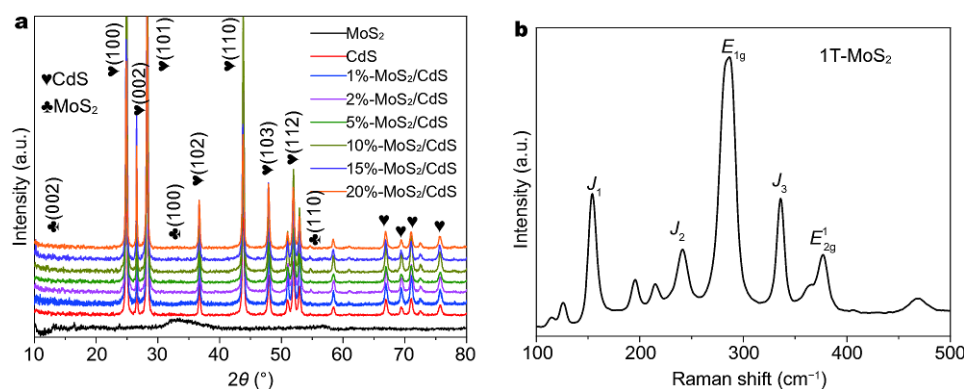 a
Intensity (a.u.)
♥CdS
♣MoS₂
♣(002)
♥(100)
♥(002)
♥(101)
♣(100)
♥(102)
♥(110)
♥(103)
♥(112)
♣(110)
♥
♥
♥
♥
MoS₂
CdS
1%-MoS₂/CdS
2%-MoS₂/CdS
5%-MoS₂/CdS
10%-MoS₂/CdS
15%-MoS₂/CdS
20%-MoS₂/CdS
10 20 30 40 50 60 70 80
2θ (°)
b
Intensity (a.u.)
1T-MoS₂
J₁
J₂
E₁g
J₃
E¹₂g
100 200 300 400 500
Raman shift (cm⁻¹)